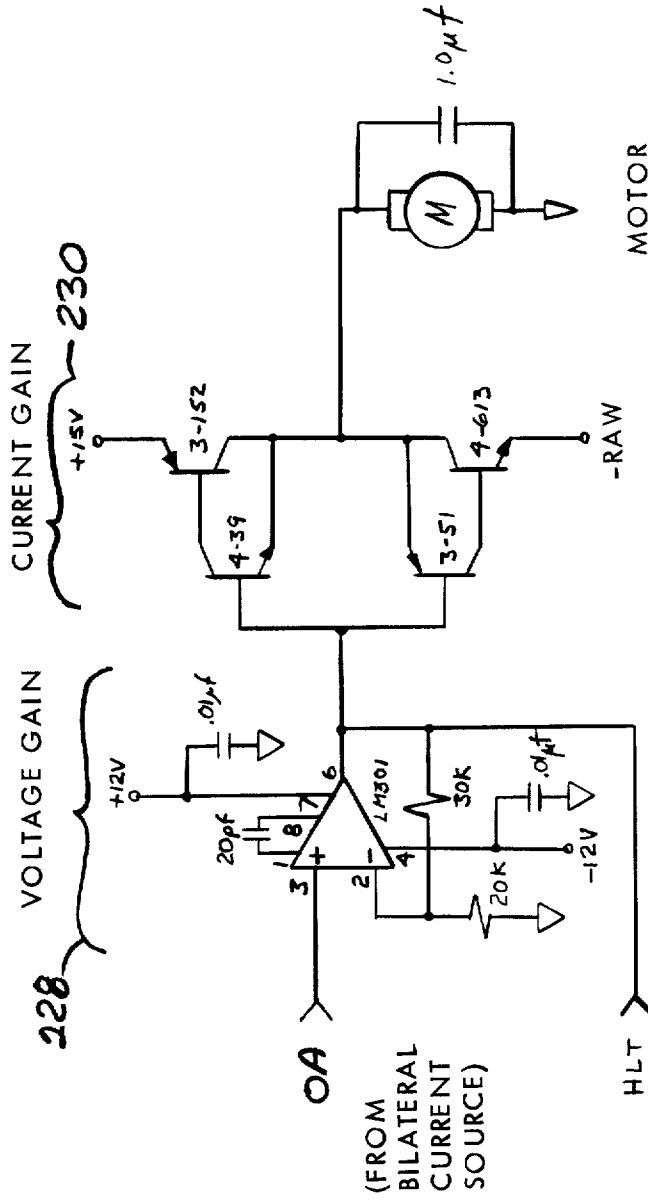 228
VOLTAGE GAIN
CURRENT GAIN
230
+12V
.01µf
+15V
3-152
4-39
20pf
1
8
7
6
3
+
2
-
4
LM301
OA
(FROM
BILATERAL
CURRENT
SOURCE)
30K
20K
.01µf
-12V
HLT
3-51
4-613
-RAW
M
1.0µf
MOTOR